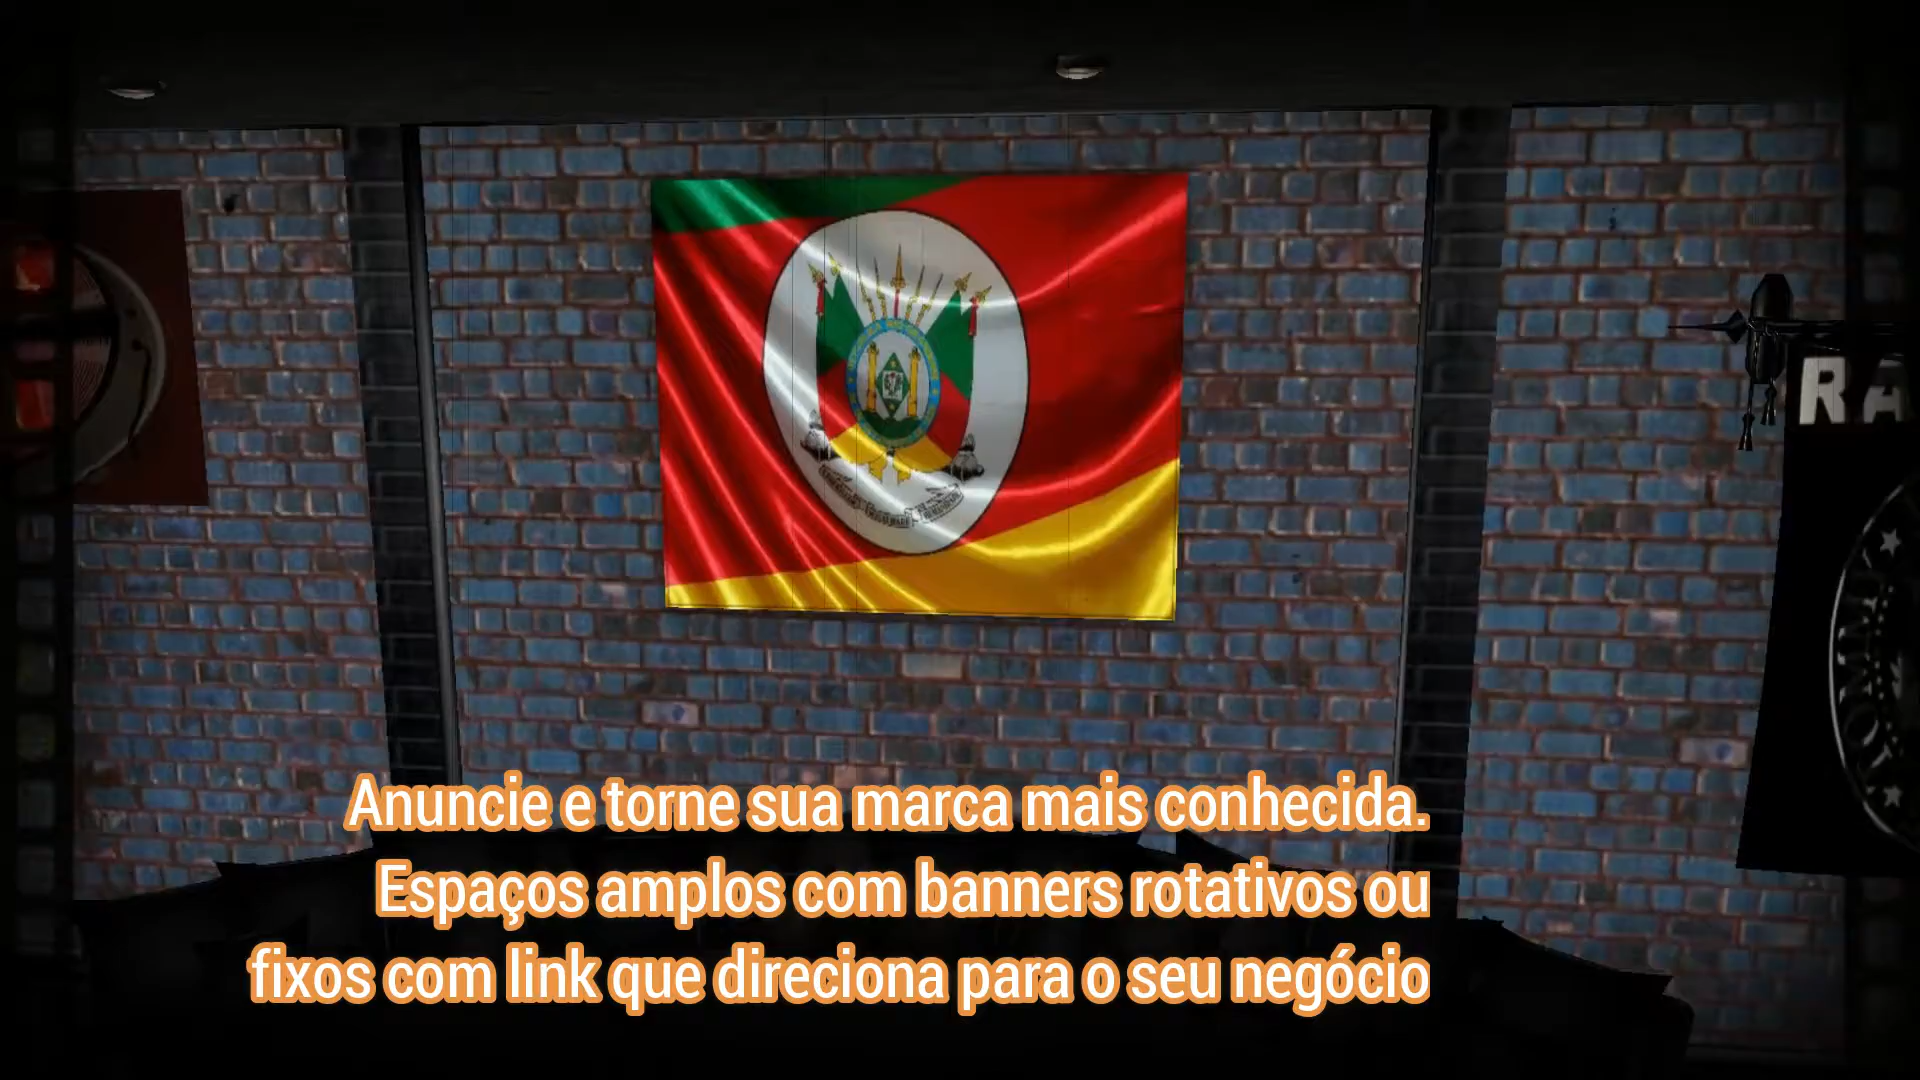 RA
Anuncie e torne sua marca mais conhecida.
Espaços amplos com banners rotativos ou
fixos com link que direciona para o seu negócio